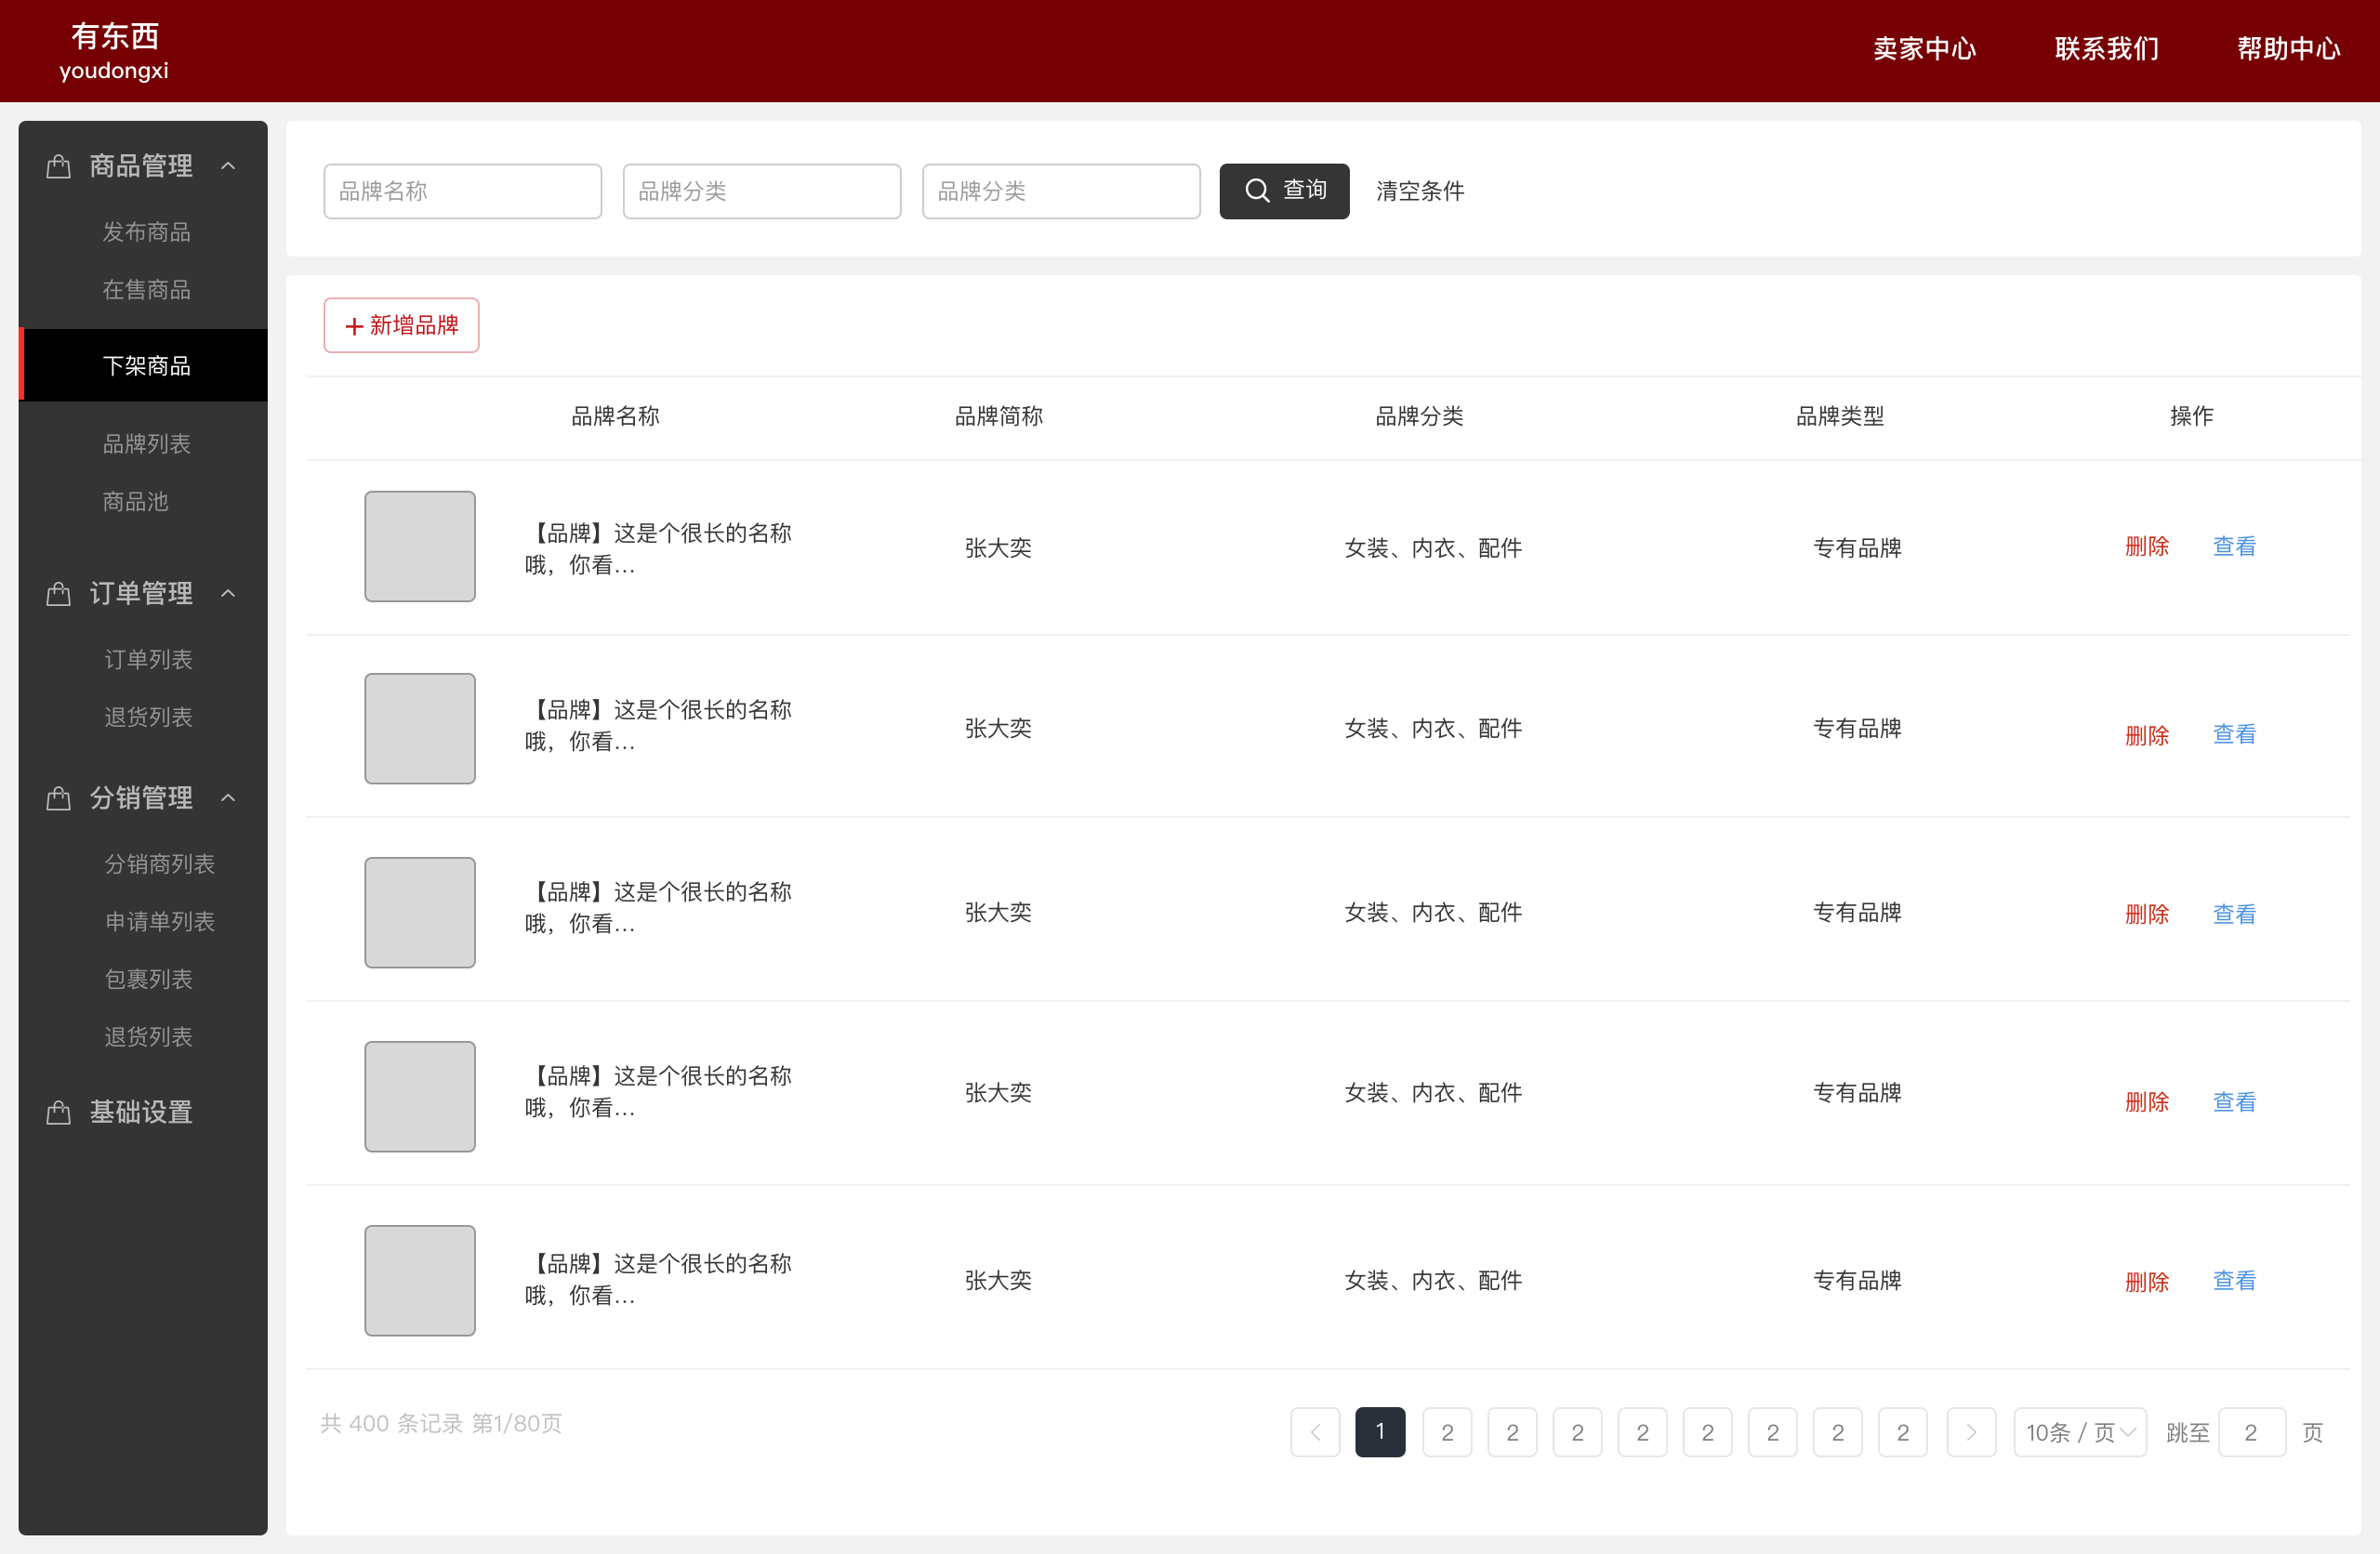 有东西
youdongxi
卖家中心 联系我们 帮助中心
商品管理
发布商品
在售商品
下架商品
品牌列表
商品池
订单管理
订单列表
退货列表
分销管理
分销商列表
申请单列表
包裹列表
退货列表
基础设置
品牌名称 品牌分类 品牌分类 查询 清空条件
+ 新增品牌
品牌名称 品牌简称 品牌分类 品牌类型 操作
【品牌】这是个很长的名称
哦，你看...
张大奕 女装、内衣、配件 专有品牌 删除 查看
【品牌】这是个很长的名称
哦，你看...
张大奕 女装、内衣、配件 专有品牌 删除 查看
【品牌】这是个很长的名称
哦，你看...
张大奕 女装、内衣、配件 专有品牌 删除 查看
【品牌】这是个很长的名称
哦，你看...
张大奕 女装、内衣、配件 专有品牌 删除 查看
【品牌】这是个很长的名称
哦，你看...
张大奕 女装、内衣、配件 专有品牌 删除 查看
共 400 条记录 第1/80页
1 2 2 2 2 2 2 2 2 10条 / 页 跳至 2 页